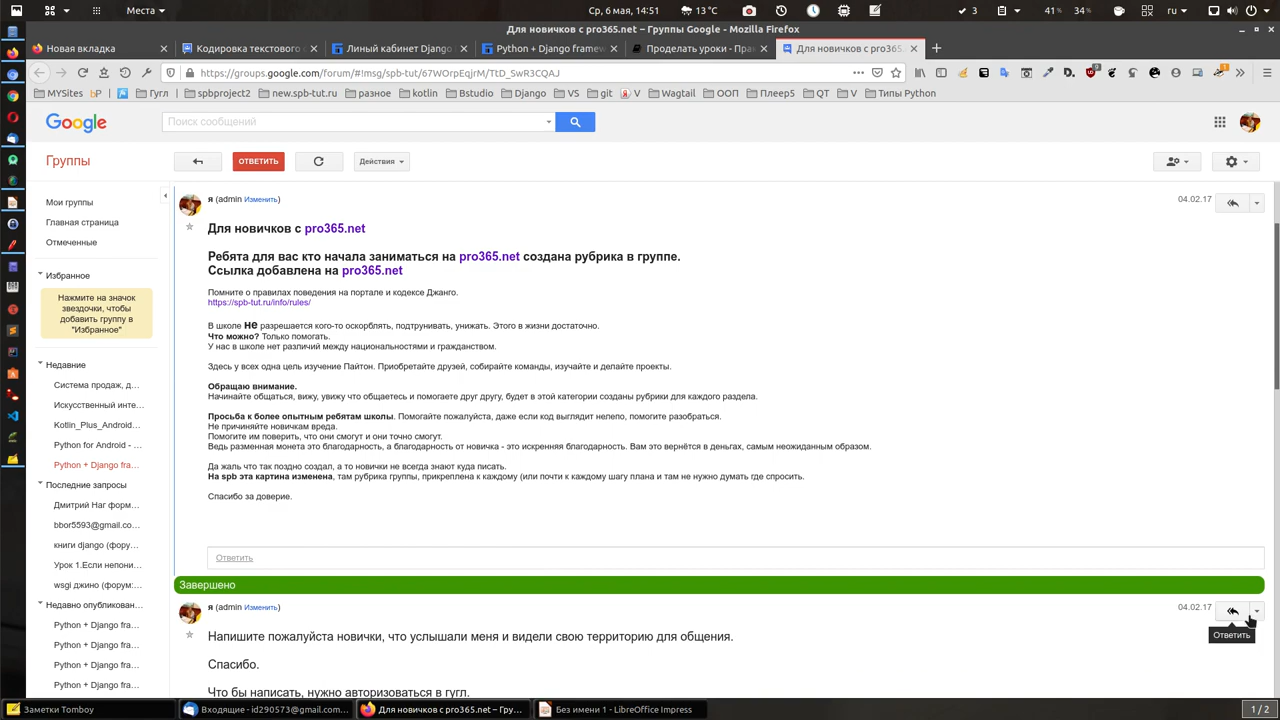 Места
6 мая, 51151
13°C
ru
3
1
Для новичков с pro365.net – Группы Google - Mozilla Firefox
Новая вкладка
Кодировка текстового с
Линый кабинет Django
Python + Django framew
Проделать уроки - Прак
Для новичков с pro365.
https://groups.google.com/forum/#!msg/spb-tut/67WOrpEqjrM/TtD_SwR3CQAJ
MYSites
bP
Гугл
spbproject2
new.spb-tut.ru
разное
kotlin
Bstudio
Django
VS
git
V
Wagtail
ООП
Плеер5
QT
V
Типы Python
Google
Поиск сообщений
Группы
ОТВЕТИТЬ
Действия
Мои группы
Главная страница
Отмеченные
Избранное
Нажмите на значок
звездочки, чтобы
добавить группу в
"Избранное"
Недавние
Система продаж, д…
Искусственный инте…
Kotlin_Plus_Android…
Python for Android - …
Python + Django fra…
Последние запросы
Дмитрий Наг форм…
bbor5593@gmail.co…
книги django (фору…
Урок 1.Если непони…
wsgi джино (форум:…
Недавно опубликован…
Python + Django fra…
Python + Django fra…
Python + Django fra…
Python + Django fra…
я (admin Изменить)
04.02.17
Для новичков с pro365.net
Ребята для вас кто начала заниматься на pro365.net создана рубрика в группе.
Ссылка добавлена на pro365.net
Помните о правилах поведения на портале и кодексе Джанго.
https://spb-tut.ru/info/rules/
В школе не разрешается кого-то оскорблять, подтрунивать, унижать. Этого в жизни достаточно.
Что можно? Только помогать.
У нас в школе нет различий между национальностями и гражданством.
Здесь у всех одна цель изучение Пайтон. Приобретайте друзей, собирайте команды, изучайте и делайте проекты.
Обращаю внимание.
Начинайте общаться, вижу, увижу что общаетесь и помогаете друг другу, будет в этой категории созданы рубрики для каждого раздела.
Просьба к более опытным ребятам школы. Помогайте пожалуйста, даже если код выглядит нелепо, помогите разобраться.
Не причиняйте новичкам вреда.
Помогите им поверить, что они смогут и они точно смогут.
Ведь разменная монета это благодарность, а благодарность от новичка - это искренняя благодарность. Вам это вернётся в деньгах, самым неожиданным образом.
Да жаль что так поздно создал, а то новички не всегда знают куда писать.
На spb эта картина изменена, там рубрика группы, прикреплена к каждому (или почти к каждому шагу плана и там не нужно думать где спросить.
Спасибо за доверие.
Ответить
Завершено
я (admin Изменить)
04.02.17
Ответить
Напишите пожалуйста новички, что услышали меня и видели свою территорию для общения.
Спасибо.
Что бы написать, нужно авторизоваться в гугл.
Заметки Tomboy
Входящие - id290573@gmail.com…
Для новичков с pro365.net – Гру…
Без имени 1 - LibreOffice Impress
1 / 2